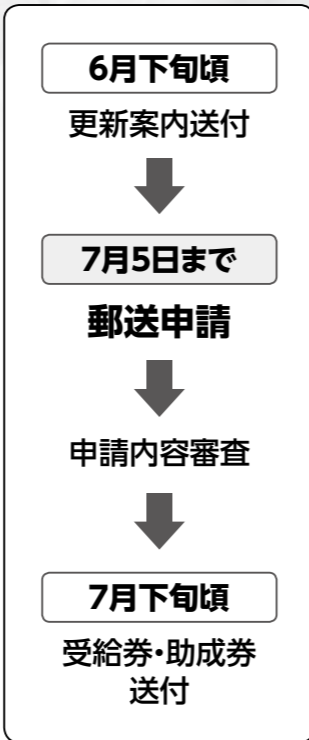 6月下旬頃
更新案内送付
7月5日まで
郵送申請
申請内容審査
7月下旬頃
受給券・助成券
送付